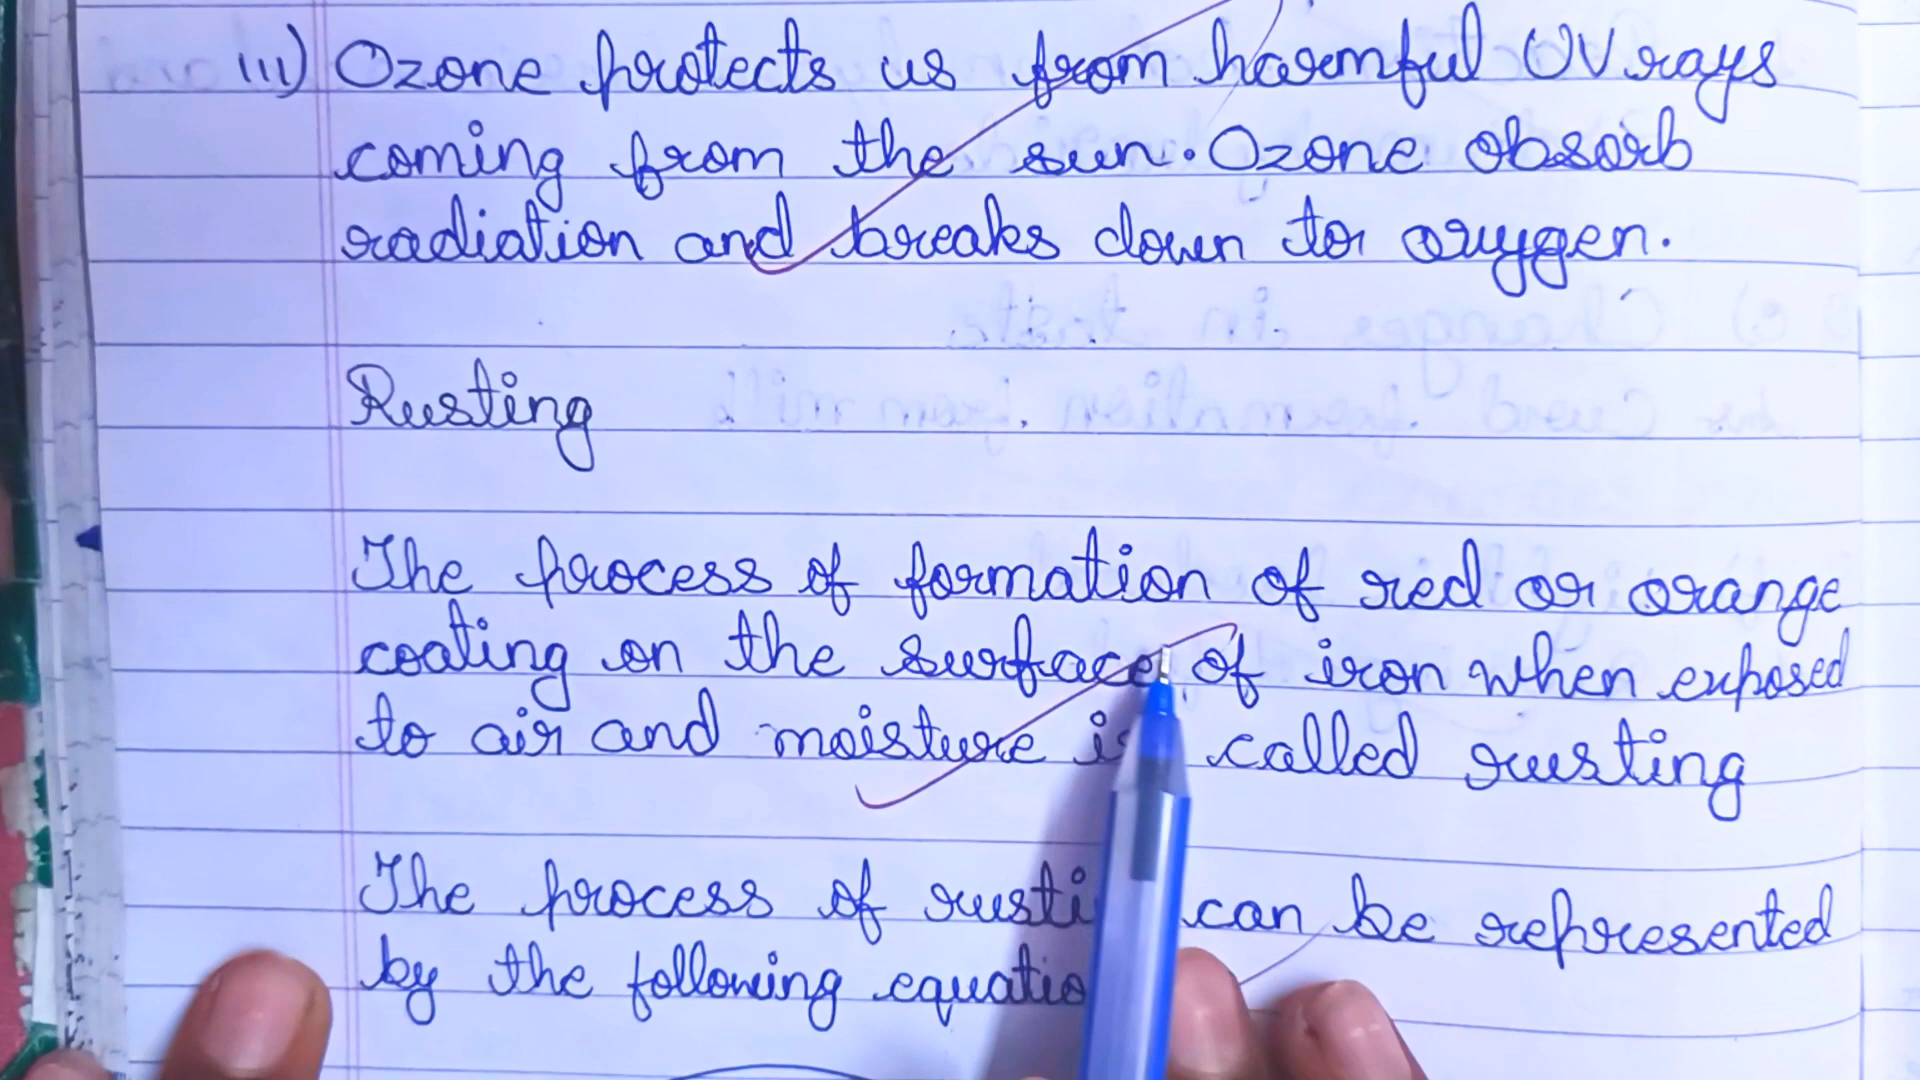 III) Ozone protects us from harmful UV rays
coming from the sun. Ozone obsorb
radiation and breaks down to oxygen.
Rusting
The process of formation of red or orange
coating on the surface of iron when exposed
to air and moisture is called rusting
The process of rusti can be represented
by the following equatio